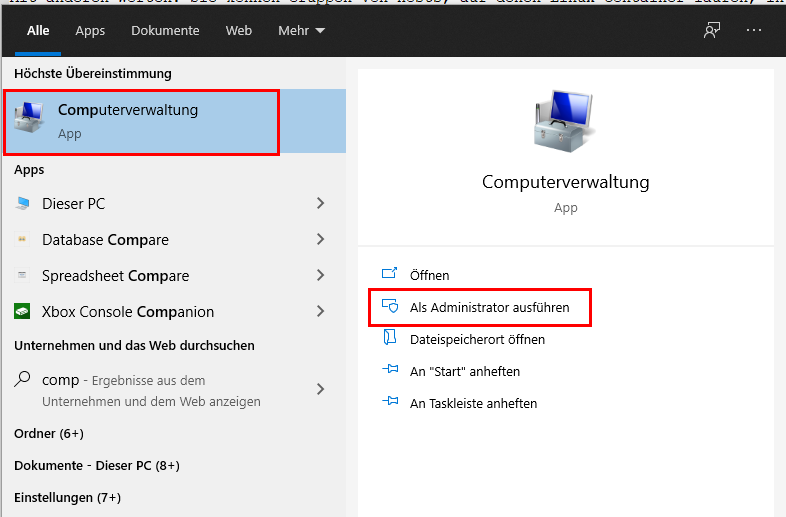 Alle Apps Dokumente Web Mehr
Höchste Übereinstimmung
Computerverwaltung
App
Apps
Dieser PC
Database Compare
Spreadsheet Compare
Xbox Console Companion
Unternehmen und das Web durchsuchen
comp - Ergebnisse aus dem
Unternehmen und dem Web anzeigen
Ordner (6+)
Dokumente - Dieser PC (8+)
Einstellungen (7+)
Computerverwaltung
App
Öffnen
Als Administrator ausführen
Dateispeicherort öffnen
An "Start" anheften
An Taskleiste anheften